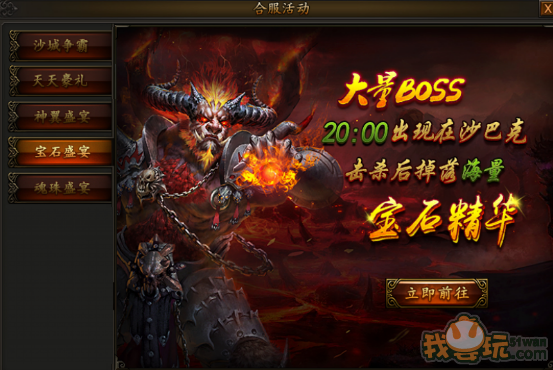 合服活动
X
沙城争霸
天天豪礼
神翼盛宴
宝石盛宴
魂珠盛宴
大量BOSS
20:00出现在沙巴克
击杀后掉落海量
宝石精华
立即前往
51wan
我要玩